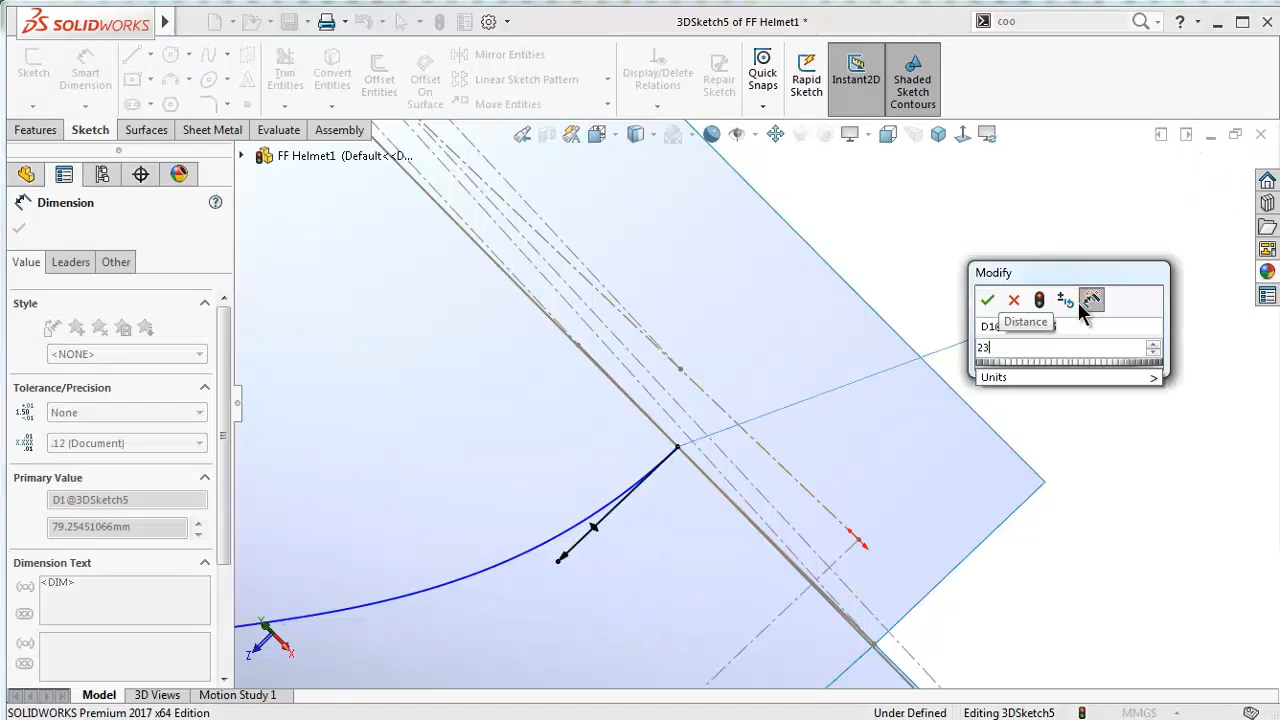 SOLIDWORKS
3DSketch5 of FF Helmet1 *
coo
Sketch
Smart Dimension
Trim Entities
Convert Entities
Offset Entities
Offset On Surface
Mirror Entities
Linear Sketch Pattern
Move Entities
Display/Delete Relations
Repair Sketch
Quick Snaps
Rapid Sketch
Instant2D
Shaded Sketch Contours
Features
Sketch
Surfaces
Sheet Metal
Evaluate
Assembly
FF Helmet1 (Default<<D...
Dimension
Value
Leaders
Other
Style
<NONE>
Tolerance/Precision
None
.12 (Document)
Primary Value
D1@3DSketch5
79.25451066mm
Dimension Text
<DIM>
Modify
Distance
23
Units
Y
Z
X
Model
3D Views
Motion Study 1
SOLIDWORKS Premium 2017 x64 Edition
Under Defined
Editing 3DSketch5
MMGS